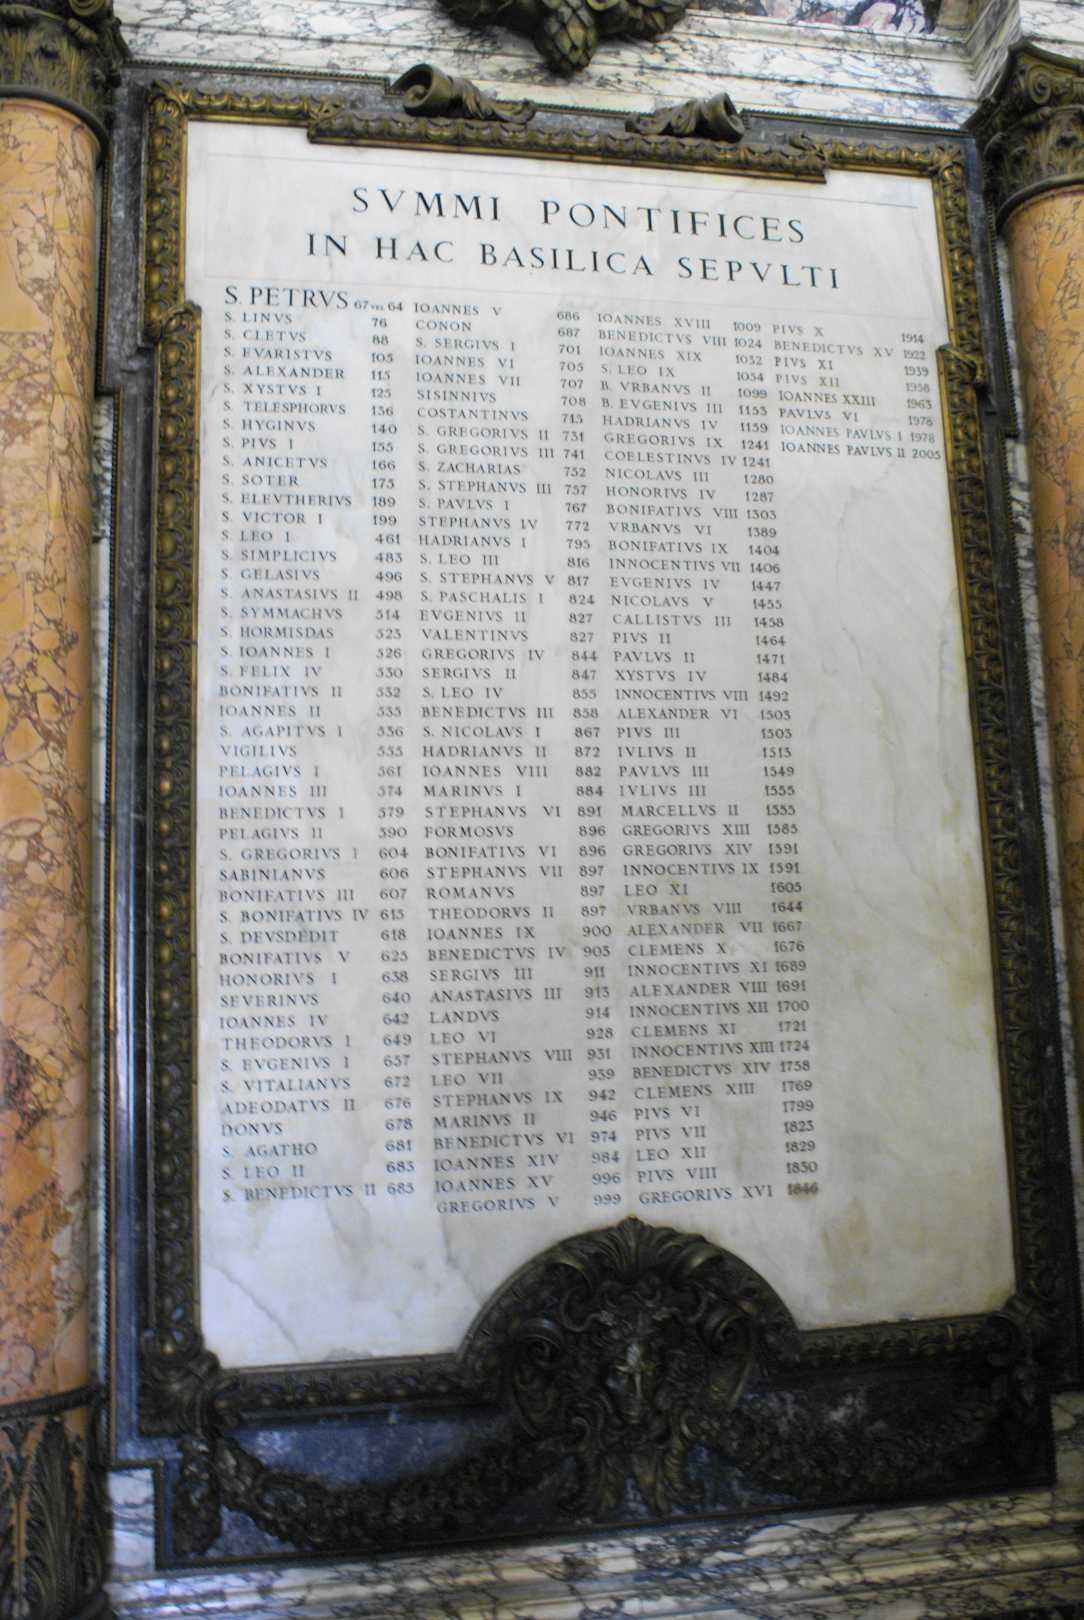 SVMMI PONTIFICES
IN HAC BASILICA SEPVLTI
S. PETRVS 67 VEL 64
S. LINVS 76
S. CLETVS 88
S. EVARISTVS 105
S. ALEXANDER 115
S. XYSTVS I 125
S. TELESPHORVS 136
S. HYGINVS 140
S. PIVS I 155
S. ANICETVS 166
S. SOTER 175
S. ELEVTHERIVS 189
S. VICTOR I 199
S. LEO I 461
S. SIMPLICIVS 483
S. GELASIVS 496
S. ANASTASIVS II 498
S. SYMMACHVS 514
S. HORMISDAS 523
S. IOANNES I 526
S. FELIX IV 530
BONIFATIVS II 532
IOANNES II 535
S. AGAPITVS I 536
VIGILIVS 555
PELAGIVS I 561
IOANNES III 574
BENEDICTVS I 579
PELAGIVS II 590
S. GREGORIVS I 604
SABINIANVS 606
BONIFATIVS III 607
S. BONIFATIVS IV 615
S. DEVSDEDIT 618
BONIFATIVS V 625
HONORIVS I 638
SEVERINVS 640
IOANNES IV 642
THEODORVS I 649
S. EVGENIVS I 657
S. VITALIANVS 672
ADEODATVS II 676
DONVS 678
S. AGATHO 681
S. LEO II 683
S. BENEDICTVS II 685
IOANNES V 686
CONON 687
S. SERGIVS I 701
IOANNES VI 705
IOANNES VII 707
SISINNIVS 708
COSTANTINVS 715
S. GREGORIVS II 731
S. GREGORIVS III 741
S. ZACHARIAS 752
S. STEPHANVS III 757
S. PAVLVS I 767
STEPHANVS IV 772
HADRIANVS I 795
S. LEO III 816
S. STEPHANVS V 817
S. PASCHALIS I 824
EVGENIVS II 827
VALENTINVS 827
GREGORIVS IV 844
SERGIVS II 847
S. LEO IV 855
BENEDICTVS III 858
S. NICOLAVS I 867
HADRIANVS II 872
IOANNES VIII 882
MARINVS I 884
STEPHANVS VI 891
FORMOSVS 896
BONIFATIVS VI 896
STEPHANVS VII 897
ROMANVS 897
THEODORVS II 897
IOANNES IX 900
BENEDICTVS IV 903
SERGIVS III 911
ANASTASIVS III 913
LANDVS 914
LEO VI 928
STEPHANVS VIII 931
LEO VII 939
STEPHANVS IX 942
MARINVS II 946
BENEDICTVS VI 974
IOANNES XIV 984
IOANNES XV 996
GREGORIVS V 999
IOANNES XVIII 1009
BENEDICTVS VIII 1024
IOANNES XIX 1032
S. LEO IX 1054
B. VRBANVS II 1099
B. EVGENIVS III 1153
HADRIANVS IV 1159
GREGORIVS IX 1241
COELESTINVS IV 1241
NICOLAVS III 1280
HONORIVS IV 1287
BONIFATIVS VIII 1303
VRBANVS VI 1389
BONIFATIVS IX 1404
INNOCENTIVS VII 1406
EVGENIVS IV 1447
NICOLAVS V 1455
CALLISTVS III 1458
PIVS II 1464
PAVLVS II 1471
XYSTVS IV 1484
INNOCENTIVS VIII 1492
ALEXANDER VI 1503
PIVS III 1503
IVLIVS II 1513
PAVLVS III 1549
IVLIVS III 1555
MARCELLVS II 1555
GREGORIVS XIII 1585
GREGORIVS XIV 1591
INNOCENTIVS IX 1591
LEO XI 1605
VRBANVS VIII 1644
ALEXANDER VII 1667
CLEMENS X 1676
INNOCENTIVS XI 1689
ALEXANDER VIII 1691
INNOCENTIVS XII 1700
CLEMENS XI 1721
INNOCENTIVS XIII 1724
BENEDICTVS XIV 1758
CLEMENS XIII 1769
PIVS VI 1799
PIVS VII 1823
LEO XII 1829
PIVS VIII 1830
GREGORIVS XVI 1846
PIVS X 1914
BENEDICTVS XV 1922
PIVS XI 1939
PIVS XII 1958
IOANNES XXIII 1963
PAVLVS VI 1978
IOANNES PAVLVS I 1978
IOANNES PAVLVS II 2005